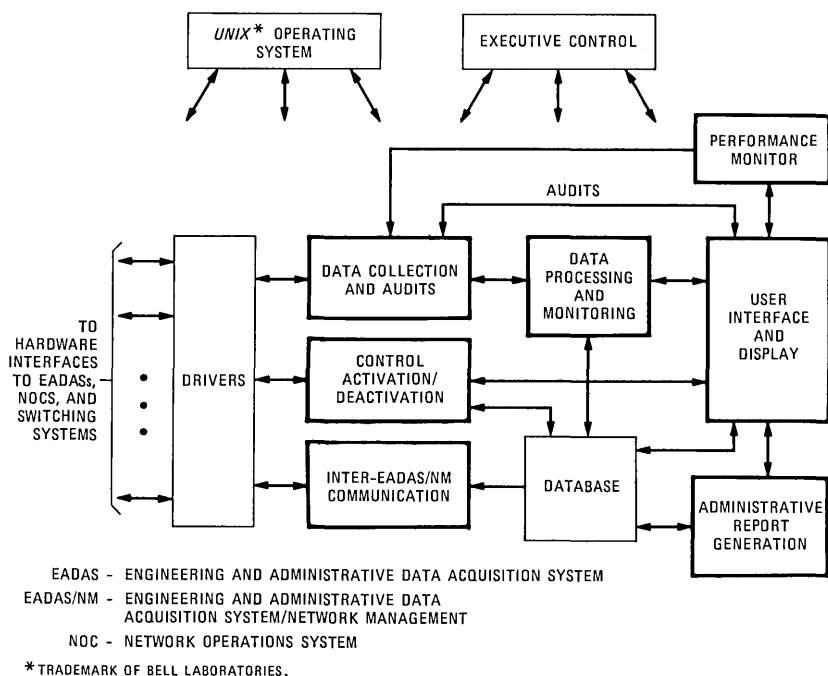 UNIX* OPERATING
SYSTEM
EXECUTIVE CONTROL
PERFORMANCE
MONITOR
AUDITS
DATA COLLECTION
AND AUDITS
DATA
PROCESSING
AND
MONITORING
USER
INTERFACE
AND
DISPLAY
TO
HARDWARE
INTERFACES
TO EADASs,
NOCS, AND
SWITCHING
SYSTEMS
DRIVERS
CONTROL
ACTIVATION/
DEACTIVATION
INTER-EADAS/NM
COMMUNICATION
DATABASE
ADMINISTRATIVE
REPORT
GENERATION
EADAS - ENGINEERING AND ADMINISTRATIVE DATA ACQUISITION SYSTEM
EADAS/NM - ENGINEERING AND ADMINISTRATIVE DATA
ACQUISITION SYSTEM/NETWORK MANAGEMENT
NOC - NETWORK OPERATIONS SYSTEM
* TRADEMARK OF BELL LABORATORIES.